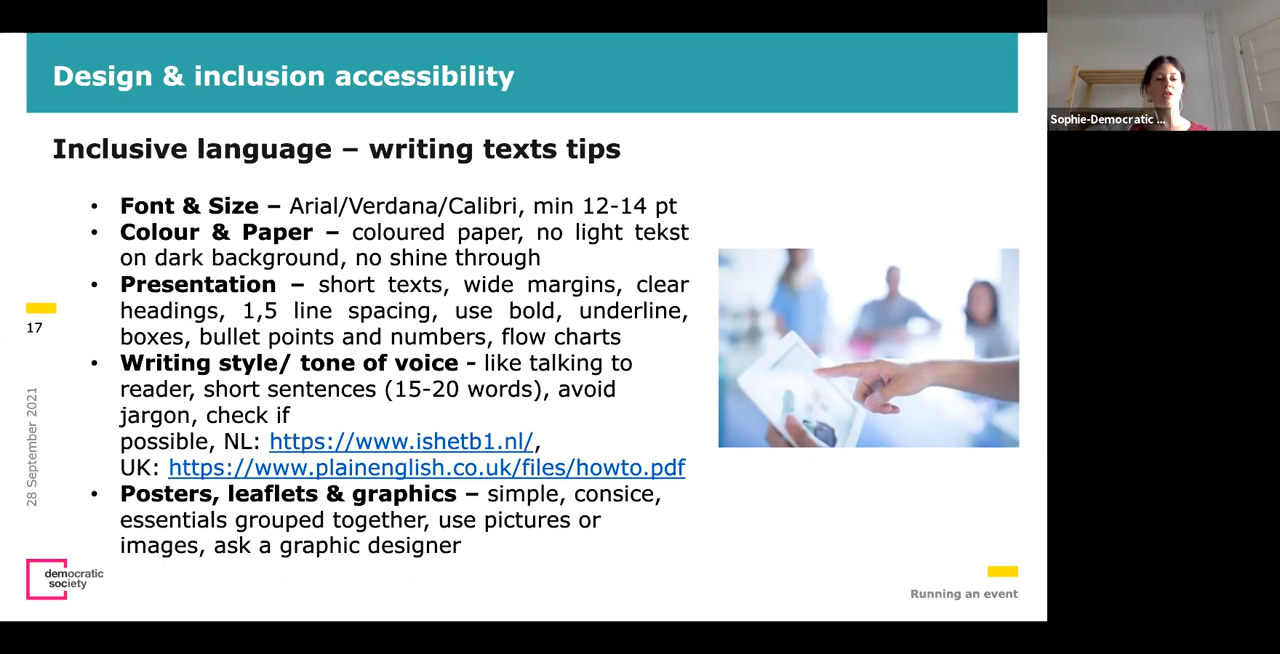 Design & inclusion accessibility
Sophie-Democratic ...
Inclusive language – writing texts tips
• Font & Size – Arial/Verdana/Calibri, min 12-14 pt
• Colour & Paper – coloured paper, no light tekst
on dark background, no shine through
• Presentation – short texts, wide margins, clear
headings, 1,5 line spacing, use bold, underline,
boxes, bullet points and numbers, flow charts
• Writing style/ tone of voice - like talking to
reader, short sentences (15-20 words), avoid
jargon, check if
possible, NL: https://www.ishetb1.nl/,
UK: https://www.plainenglish.co.uk/files/howto.pdf
• Posters, leaflets & graphics – simple, consice,
essentials grouped together, use pictures or
images, ask a graphic designer
17
28 September 2021
democratic
society
Running an event